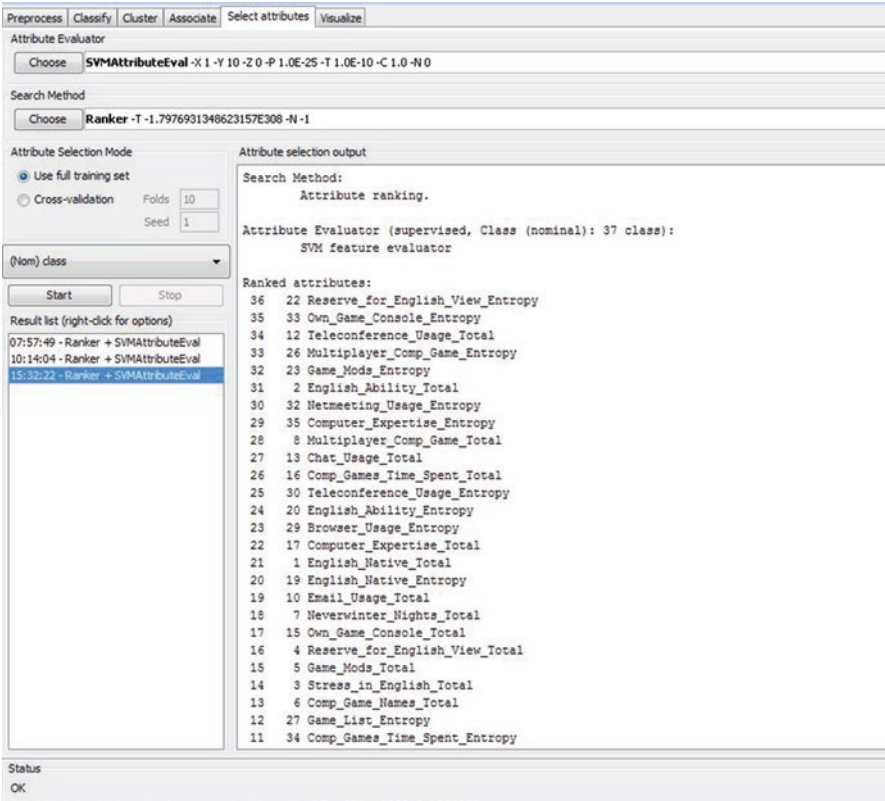 Preprocess Classify Cluster Associate Select attributes Visualize
Attribute Evaluator
Choose SVMAttributeEval -X 1 -Y 10 -Z 0 -P 1.0E-25 -T 1.0E-10 -C 1.0 -N 0
Search Method
Choose Ranker -T -1.7976931348623157E308 -N -1
Attribute Selection Mode
Use full training set
Cross-validation Folds 10
Seed 1
(Nom) class
Start Stop
Result list (right-click for options)
07:57:49 - Ranker + SVMAttributeEval
10:14:04 - Ranker + SVMAttributeEval
15:32:22 - Ranker + SVMAttributeEval
Attribute selection output
Search Method:
Attribute ranking.
Attribute Evaluator (supervised, Class (nominal): 37 class):
SVM feature evaluator
Ranked attributes:
36 22 Reserve_for_English_View_Entropy
35 33 Own_Game_Console_Entropy
34 12 Teleconference_Usage_Total
33 26 Multiplayer_Comp_Game_Entropy
32 23 Game_Mods_Entropy
31 2 English_Ability_Total
30 32 Netmeeting_Usage_Entropy
29 35 Computer_Expertise_Entropy
28 8 Multiplayer_Comp_Game_Total
27 13 Chat_Usage_Total
26 16 Comp_Games_Time_Spent_Total
25 30 Teleconference_Usage_Entropy
24 20 English_Ability_Entropy
23 29 Browser_Usage_Entropy
22 17 Computer_Expertise_Total
21 1 English_Native_Total
20 19 English_Native_Entropy
19 10 Email_Usage_Total
18 7 Neverwinter_Nights_Total
17 15 Own_Game_Console_Total
16 4 Reserve_for_English_View_Total
15 5 Game_Mods_Total
14 3 Stress_in_English_Total
13 6 Comp_Game_Names_Total
12 27 Game_List_Entropy
11 34 Comp_Games_Time_Spent_Entropy
Status
OK